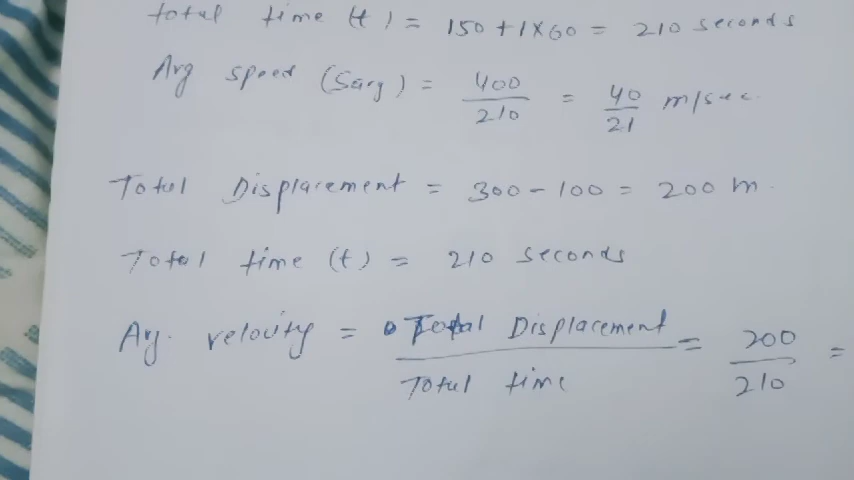 total time (t) = 150 + 1 × 60 = 210 seconds
Avg speed (Savg) = 400/210 = 40/21 m/sec.
Total Displacement = 300 - 100 = 200 m.
Total time (t) = 210 seconds
Avg. velocity = Total Displacement/Total time = 200/210 =